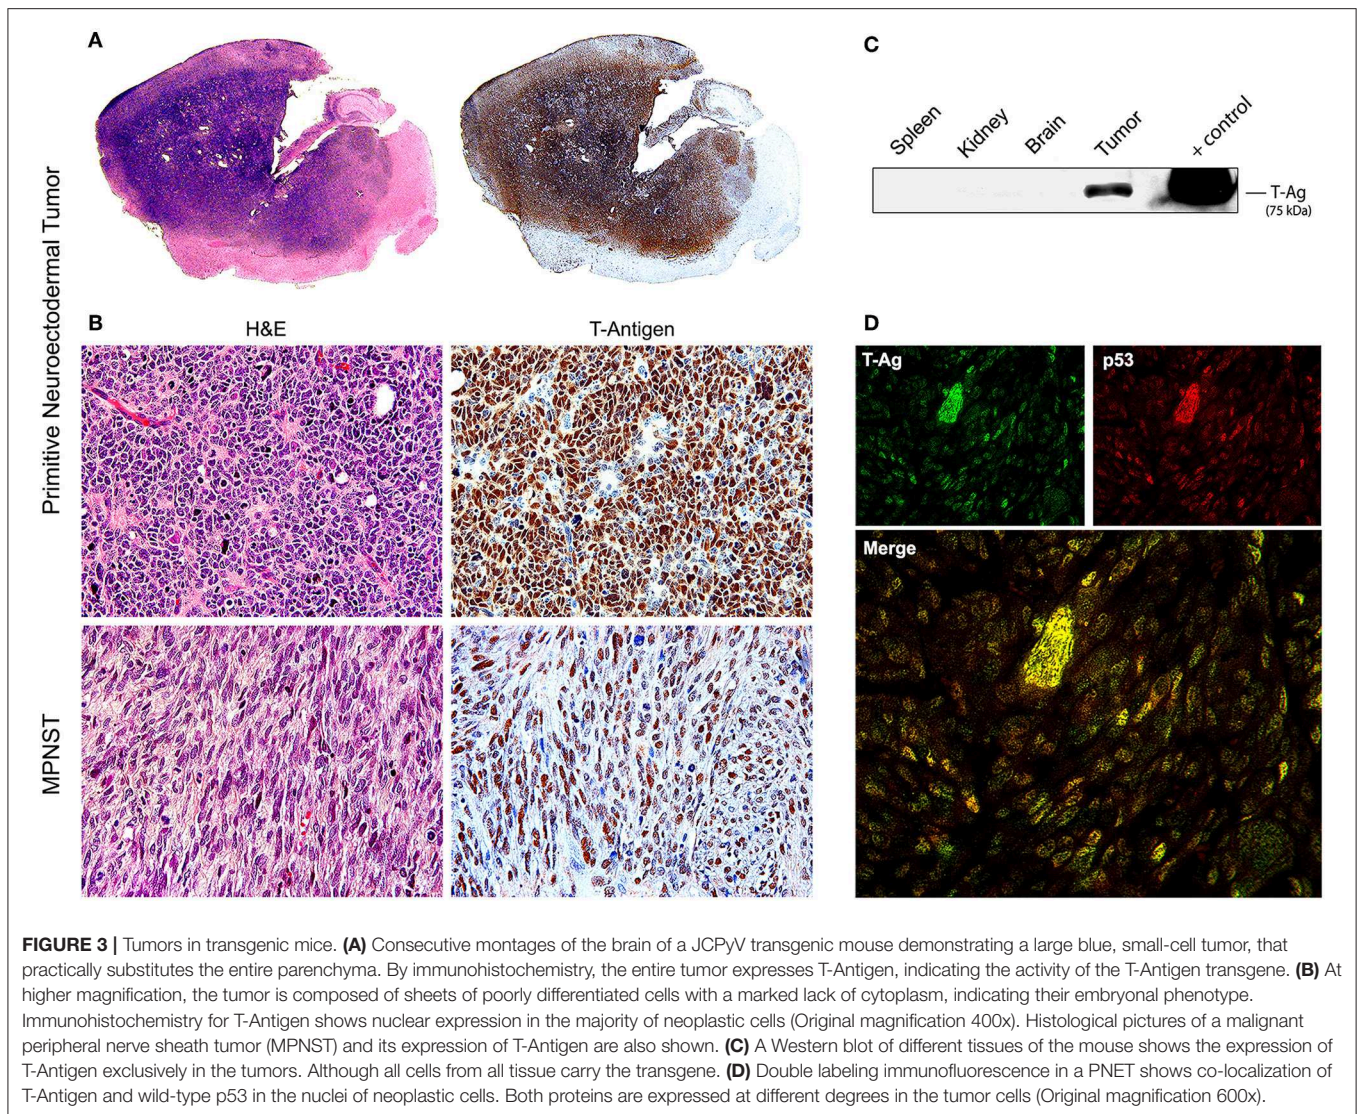 A
C
Spleen
Kidney
Brain
Tumor
+ control
T-Ag
(75 kDa)
Primitive Neuroectodermal Tumor
B
H&E
T-Antigen
MPNST
D
T-Ag
p53
Merge
FIGURE 3 | Tumors in transgenic mice. (A) Consecutive montages of the brain of a JCPyV transgenic mouse demonstrating a large blue, small-cell tumor, that
practically substitutes the entire parenchyma. By immunohistochemistry, the entire tumor expresses T-Antigen, indicating the activity of the T-Antigen transgene. (B) At
higher magnification, the tumor is composed of sheets of poorly differentiated cells with a marked lack of cytoplasm, indicating their embryonal phenotype.
Immunohistochemistry for T-Antigen shows nuclear expression in the majority of neoplastic cells (Original magnification 400x). Histological pictures of a malignant
peripheral nerve sheath tumor (MPNST) and its expression of T-Antigen are also shown. (C) A Western blot of different tissues of the mouse shows the expression of
T-Antigen exclusively in the tumors. Although all cells from all tissue carry the transgene. (D) Double labeling immunofluorescence in a PNET shows co-localization of
T-Antigen and wild-type p53 in the nuclei of neoplastic cells. Both proteins are expressed at different degrees in the tumor cells (Original magnification 600x).